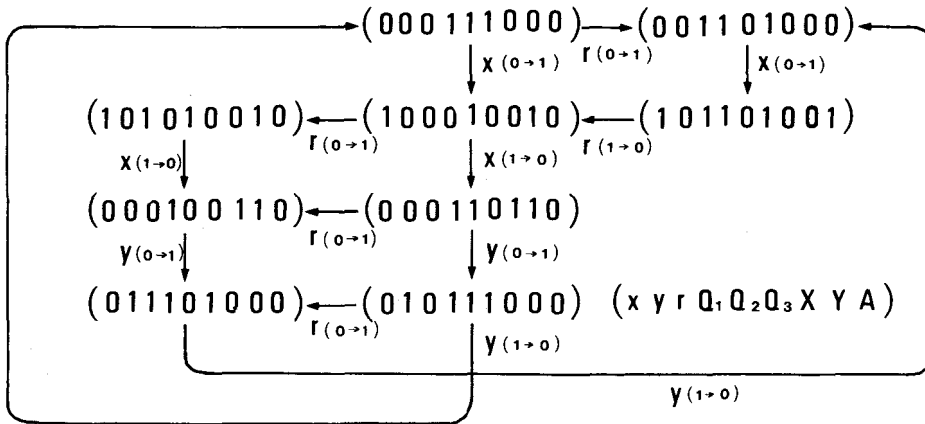 (000111000) r(0→1) (001101000)
x(0→1) x(0→1)
(101010010) r(0→1) (100010010) r(1→0) (101101001)
x(1→0) x(1→0)
(000100110) r(0→1) (000110110)
y(0→1) y(0→1)
(011101000) r(0→1) (010111000) (x y r Q₁ Q₂ Q₃ X Y A)
y(1→0)
y(1→0)